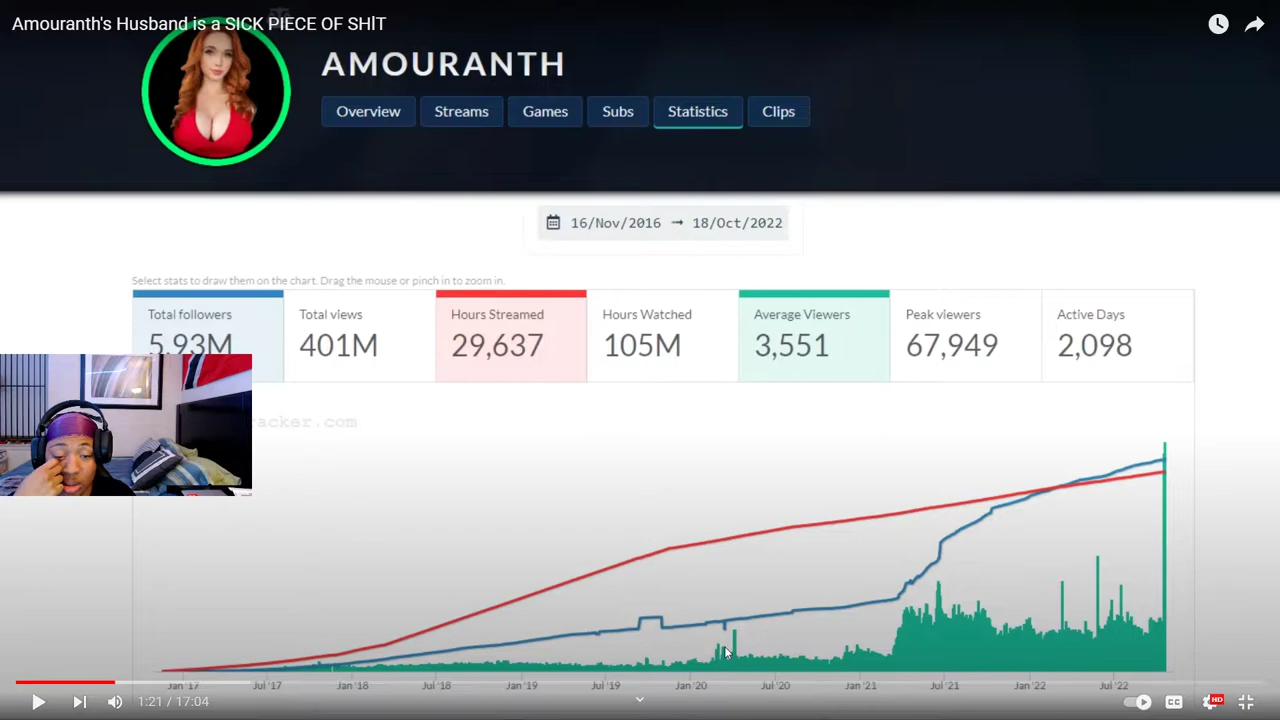 Amouranth's Husband is a SICK PIECE OF SHlT
AMOURANTH
Overview Streams Games Subs Statistics Clips
16/Nov/2016 → 18/Oct/2022
Select stats to draw them on the chart. Drag the mouse or pinch in to zoom in.
Total followers Total views Hours Streamed Hours Watched Average Viewers Peak viewers Active Days
5.93M 401M 29,637 105M 3,551 67,949 2,098
racker.com
Jan '17 Jul '17 Jan '18 Jul '18 Jan '19 Jul '19 Jan '20 Jul '20 Jan '21 Jul '21 Jan '22 Jul '22
1:21 / 17:04 CC HD